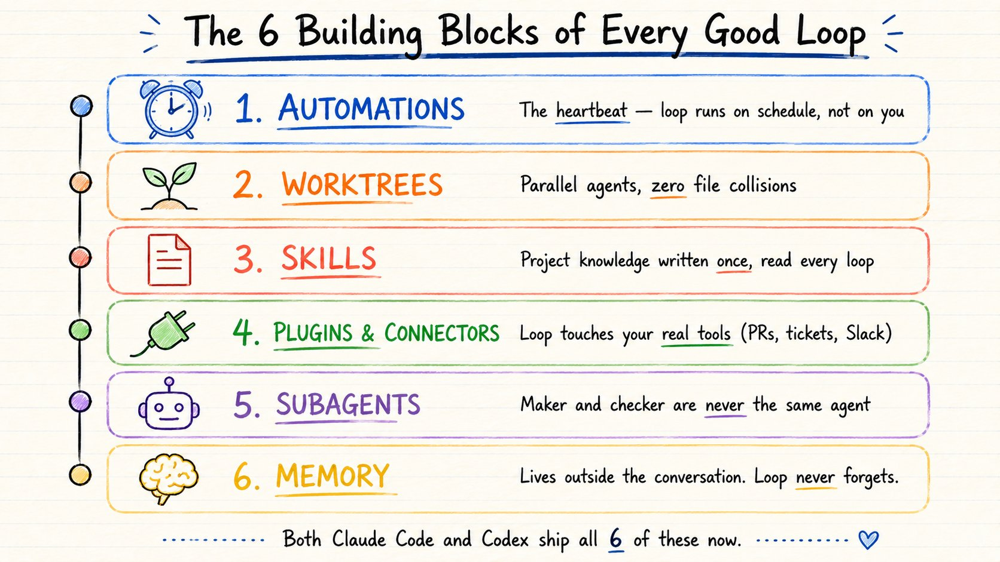 The 6 Building Blocks of Every Good Loop
1. AUTOMATIONS The heartbeat — loop runs on schedule, not on you
2. WORKTREES Parallel agents, zero file collisions
3. SKILLS Project knowledge written once, read every loop
4. PLUGINS & CONNECTORS Loop touches your real tools (PRs, tickets, Slack)
5. SUBAGENTS Maker and checker are never the same agent
6. MEMORY Lives outside the conversation. Loop never forgets.
Both Claude Code and Codex ship all 6 of these now.